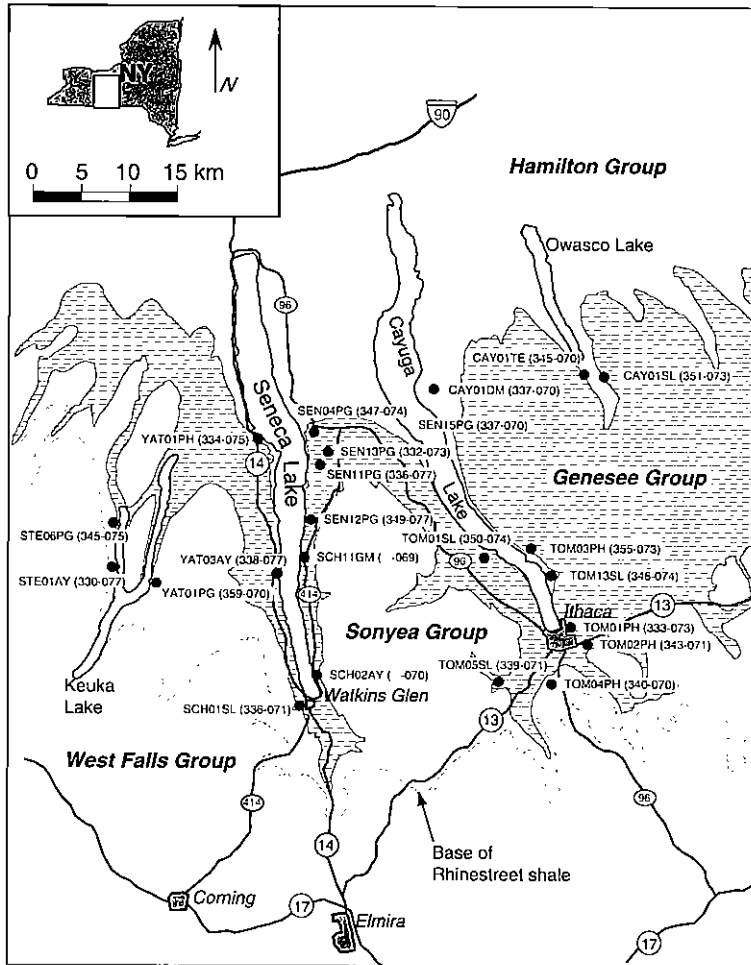 NY
N
0 5 10 15 km
90
Hamilton Group
Owasco Lake
96
Cayuga
Lake
CAY01TE (345-070)
CAY01SL (351-073)
CAY01DM (337-070)
Seneca
Lake
SEN04PG (347-074)
SEN15PG (337-070)
YAT01PH (334-075)
SEN13PG (332-073)
14
SEN11PG (336-077)
Genesee Group
SEN12PG (349-077)
STE06PG (345-075)
TOM01SL (350-074)
TOM03PH (355-073)
YAT03AY (338-077)
SCH11GM ( -069)
96
STE01AY (330-077)
YAT01PG (359-070)
TOM13SL (346-074)
414
Ithaca
13
Sonyea Group
TOM01PH (333-073)
TOM02PH (343-071)
TOM05SL (339-071)
SCH02AY ( -070)
TOM04PH (340-070)
Keuka
Lake
Watkins Glen
SCH01SL (336-071)
13
West Falls Group
414
96
14
Base of
Rhinestreet shale
Corning
17
Elmira
17